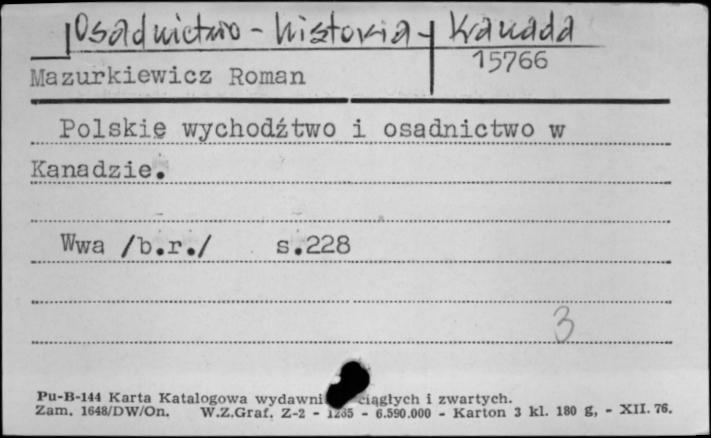 Osadnictwo - historia - Kanada
15766
Mazurkiewicz Roman
Polskie wychodźtwo i osadnictwo w
Kanadzie.
Wwa /b.r./ s.228
3
Pu-B-144 Karta Katalogowa wydawni ciągłych i zwartych.
Zam. 1648/DW/On. W.Z.Graf. Z-2 - 1265 - 6.590.000 - Karton 3 kl. 180 g, - XII. 76.